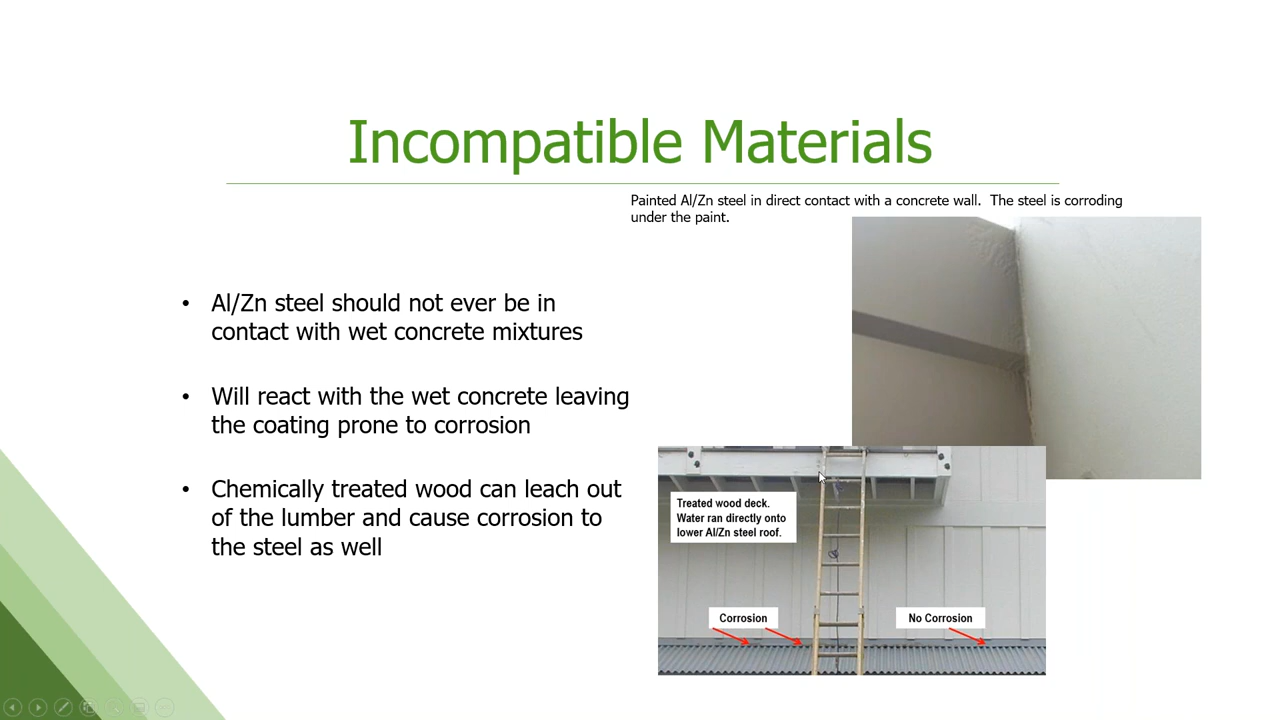 Incompatible Materials
Painted Al/Zn steel in direct contact with a concrete wall.  The steel is corroding
under the paint.
• Al/Zn steel should not ever be in
contact with wet concrete mixtures
• Will react with the wet concrete leaving
the coating prone to corrosion
• Chemically treated wood can leach out
of the lumber and cause corrosion to
the steel as well
Treated wood deck.
Water ran directly onto
lower Al/Zn steel roof.
Corrosion
No Corrosion